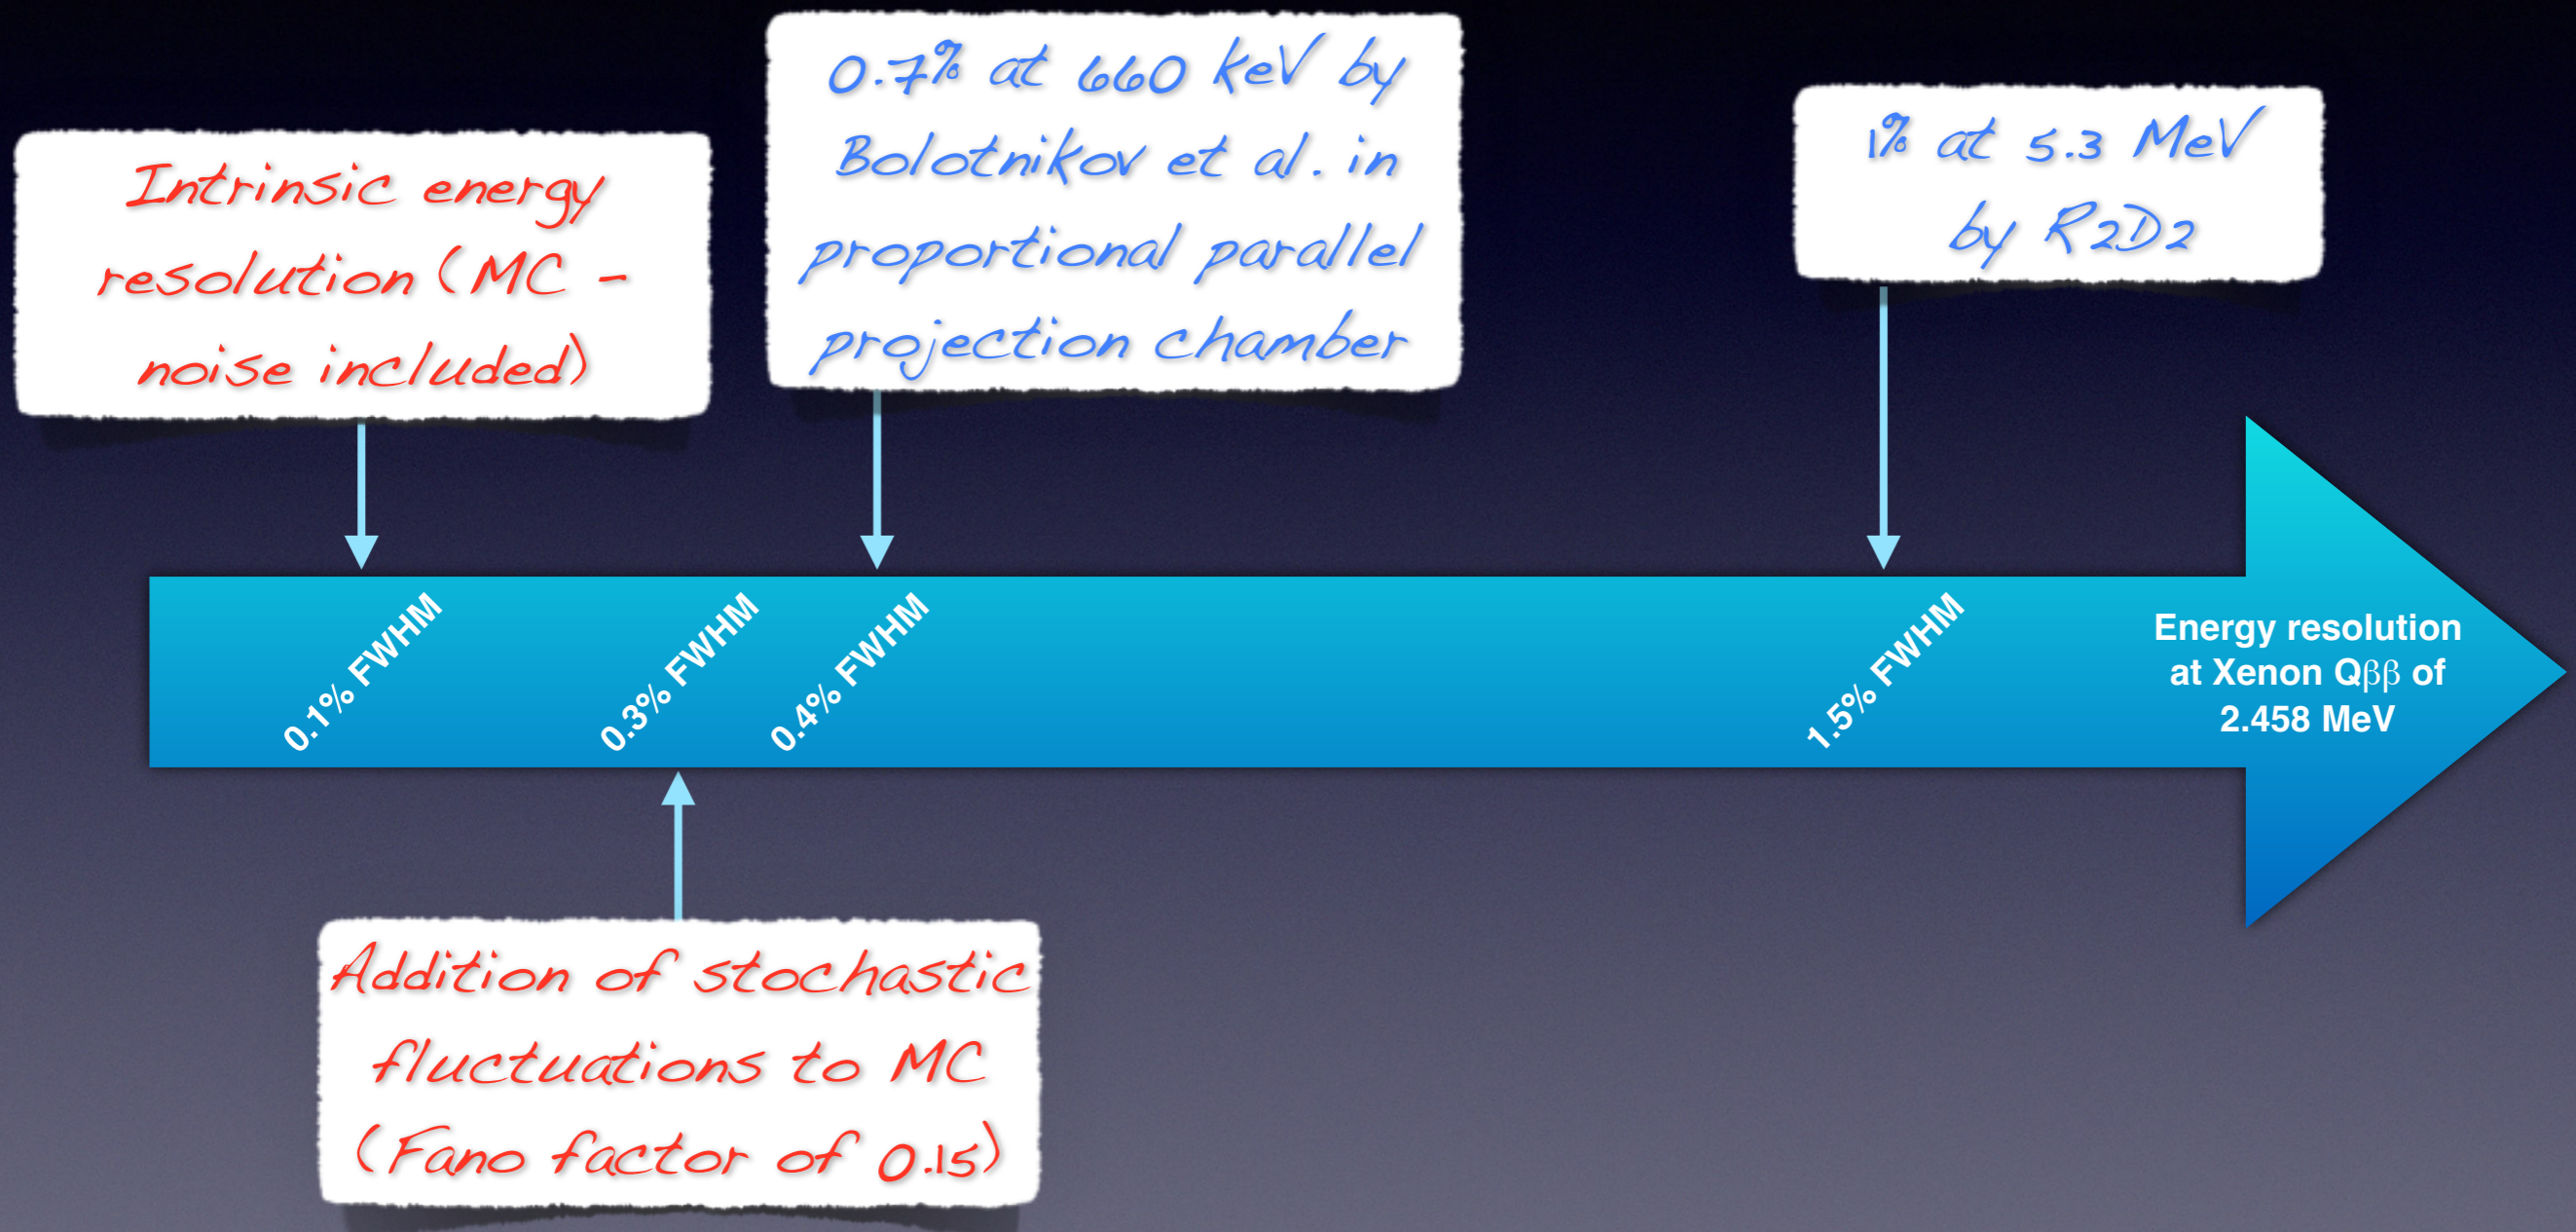 0.7% at 660 keV by
Bolotnikov et al. in
proportional parallel
projection chamber
1% at 5.3 MeV
by R2D2
Intrinsic energy
resolution (MC -
noise included)
0.1% FWHM
0.3% FWHM
0.4% FWHM
1.5% FWHM
Energy resolution
at Xenon Qββ of
2.458 MeV
Addition of stochastic
fluctuations to MC
(Fano factor of 0.15)